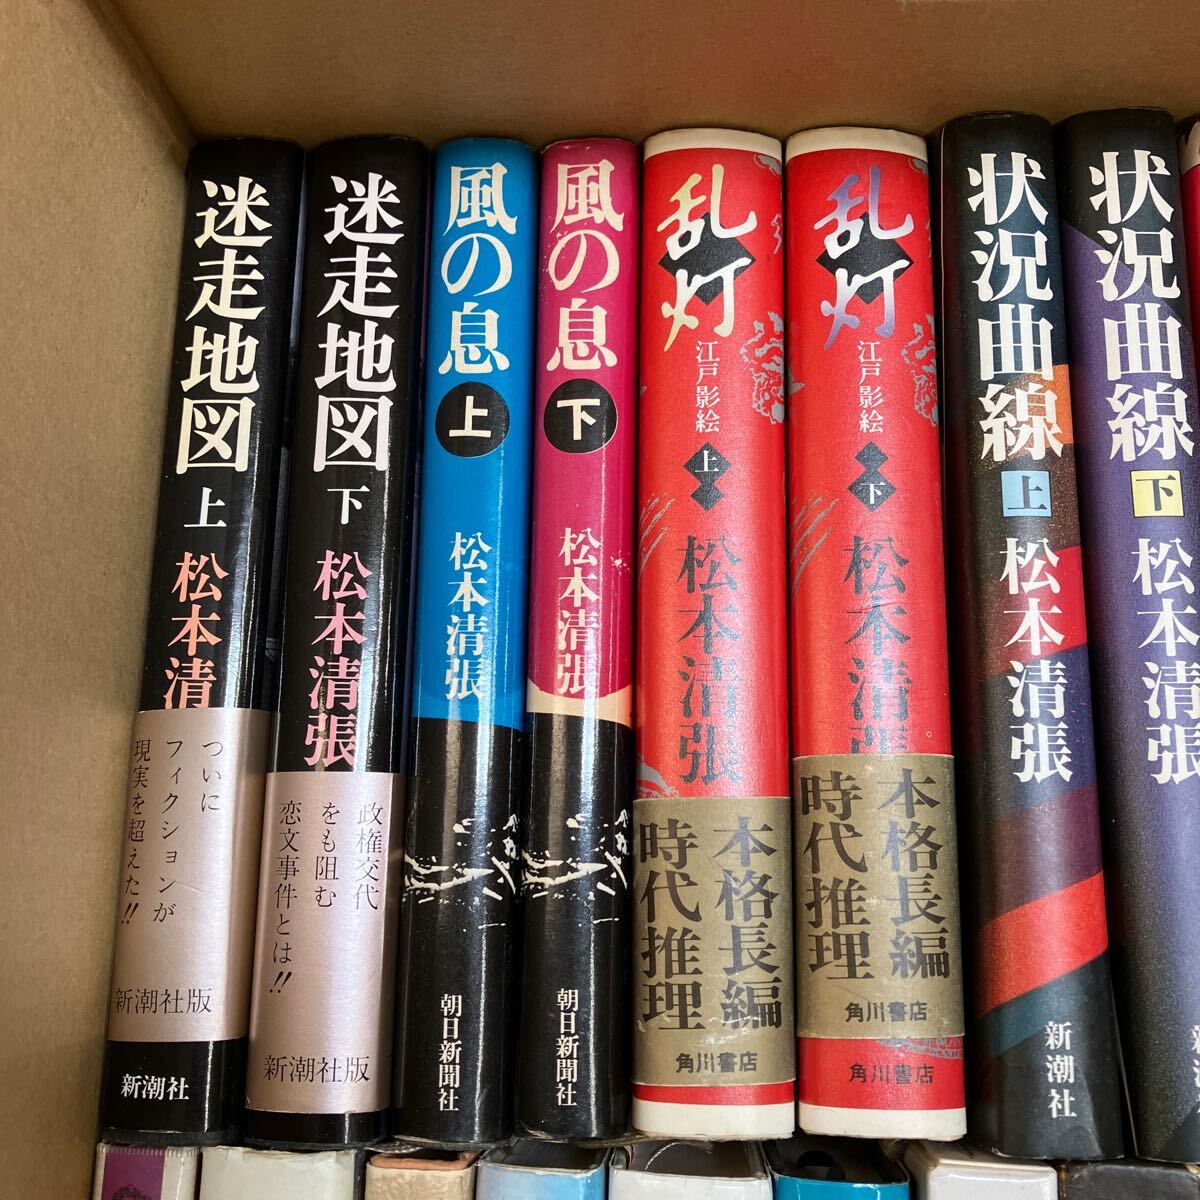 迷走地図
上
松本清
ついに
フィクションが
現実を超えた!!
新潮社版
新潮社
迷走地図
下
松本清張
政権交代
をも阻む
恋文事件とは!!
新潮社版
風の息
上
松本清張
朝日新聞社
風の息
下
松本清張
朝日新聞社
乱灯
江戸影絵
上
松本清張
本格長編
時代推理
角川書店
乱灯
江戸影絵
下
松本清張
本格長編
時代推理
角川書店
角川書店
状況曲線
上
松本清張
新潮社
状況曲線
下
松本清張